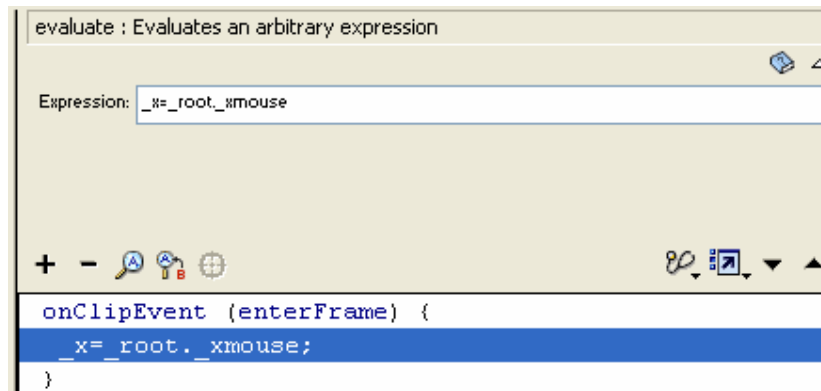 evaluate : Evaluates an arbitrary expression
Expression: _x=_root._xmouse
onClipEvent (enterFrame) {
_x=_root._xmouse;
}